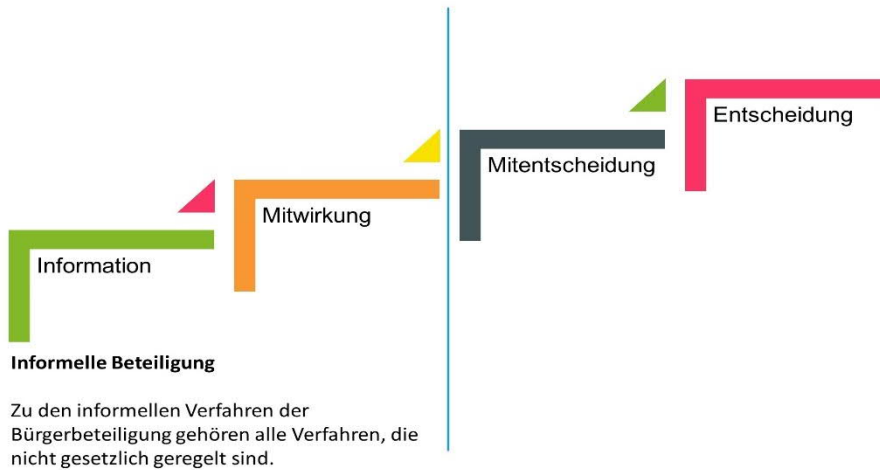 Information
Mitwirkung
Mitentscheidung
Entscheidung
Informelle Beteiligung
Zu den informellen Verfahren der
Bürgerbeteiligung gehören alle Verfahren, die
nicht gesetzlich geregelt sind.